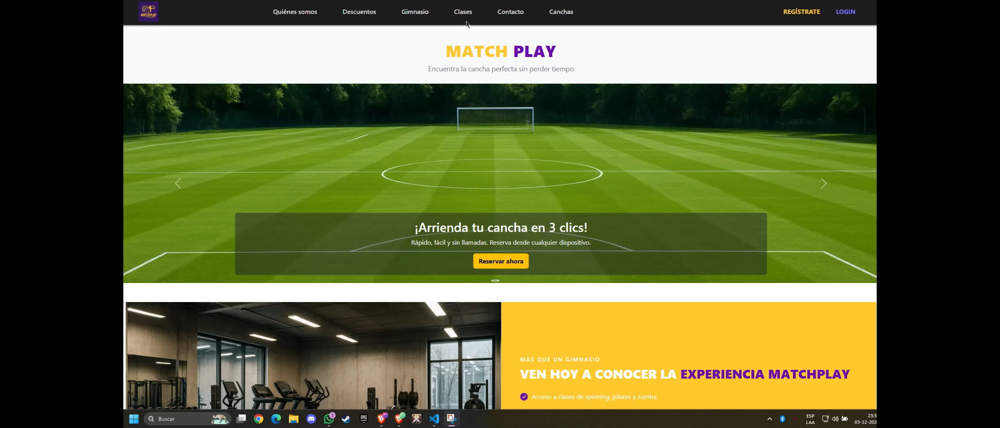 MATCHPLAY
Quiénes somos
Descuentos
Gimnasio
Clases
Contacto
Canchas
REGÍSTRATE
LOGIN
MATCH PLAY
Encuentra la cancha perfecta sin perder tiempo
¡Arrienda tu cancha en 3 clics!
Rápido, fácil y sin llamadas. Reserva desde cualquier dispositivo.
Reservar ahora
MÁS QUE UN GIMNASIO
VEN HOY A CONOCER LA EXPERIENCIA MATCHPLAY
Acceso a clases de spinning, pilates y zumba
Buscar
3
EPIC
GAMES
ESP
LAA
23:5
03-12-202